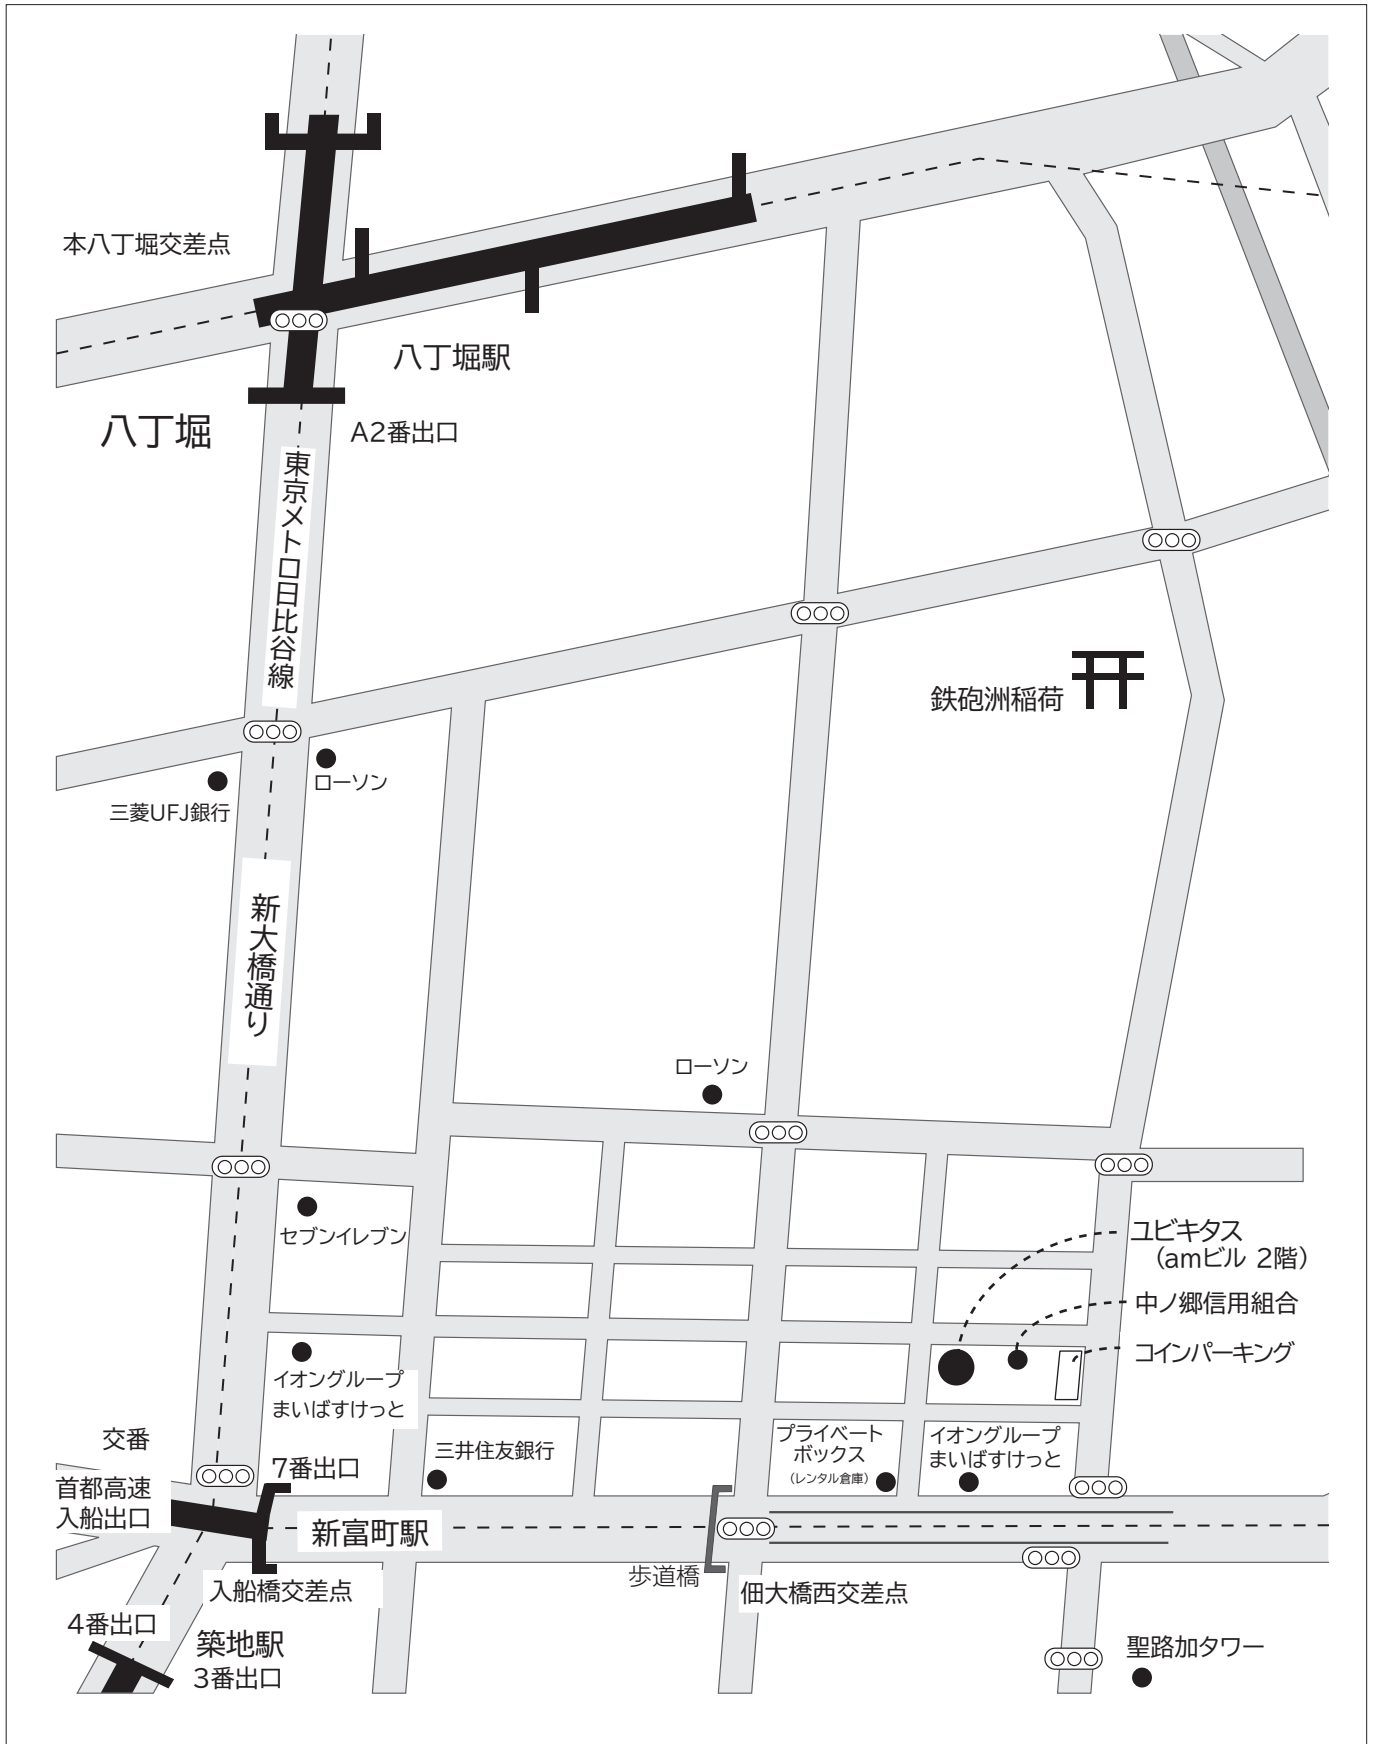 本八丁堀交差点
八丁堀駅
八丁堀
A2番出口
東京メトロ日比谷線
鉄砲洲稲荷
ローソン
三菱UFJ銀行
新大橋通り
ローソン
セブンイレブン
ユビキタス
（amビル 2階）
中ノ郷信用組合
コインパーキング
イオングループ
まいばすけっと
交番
首都高速
入船出口
7番出口
三井住友銀行
プライベート
ボックス
（レンタル倉庫）
イオングループ
まいばすけっと
新富町駅
入船橋交差点
歩道橋
佃大橋西交差点
4番出口
築地駅
3番出口
聖路加タワー